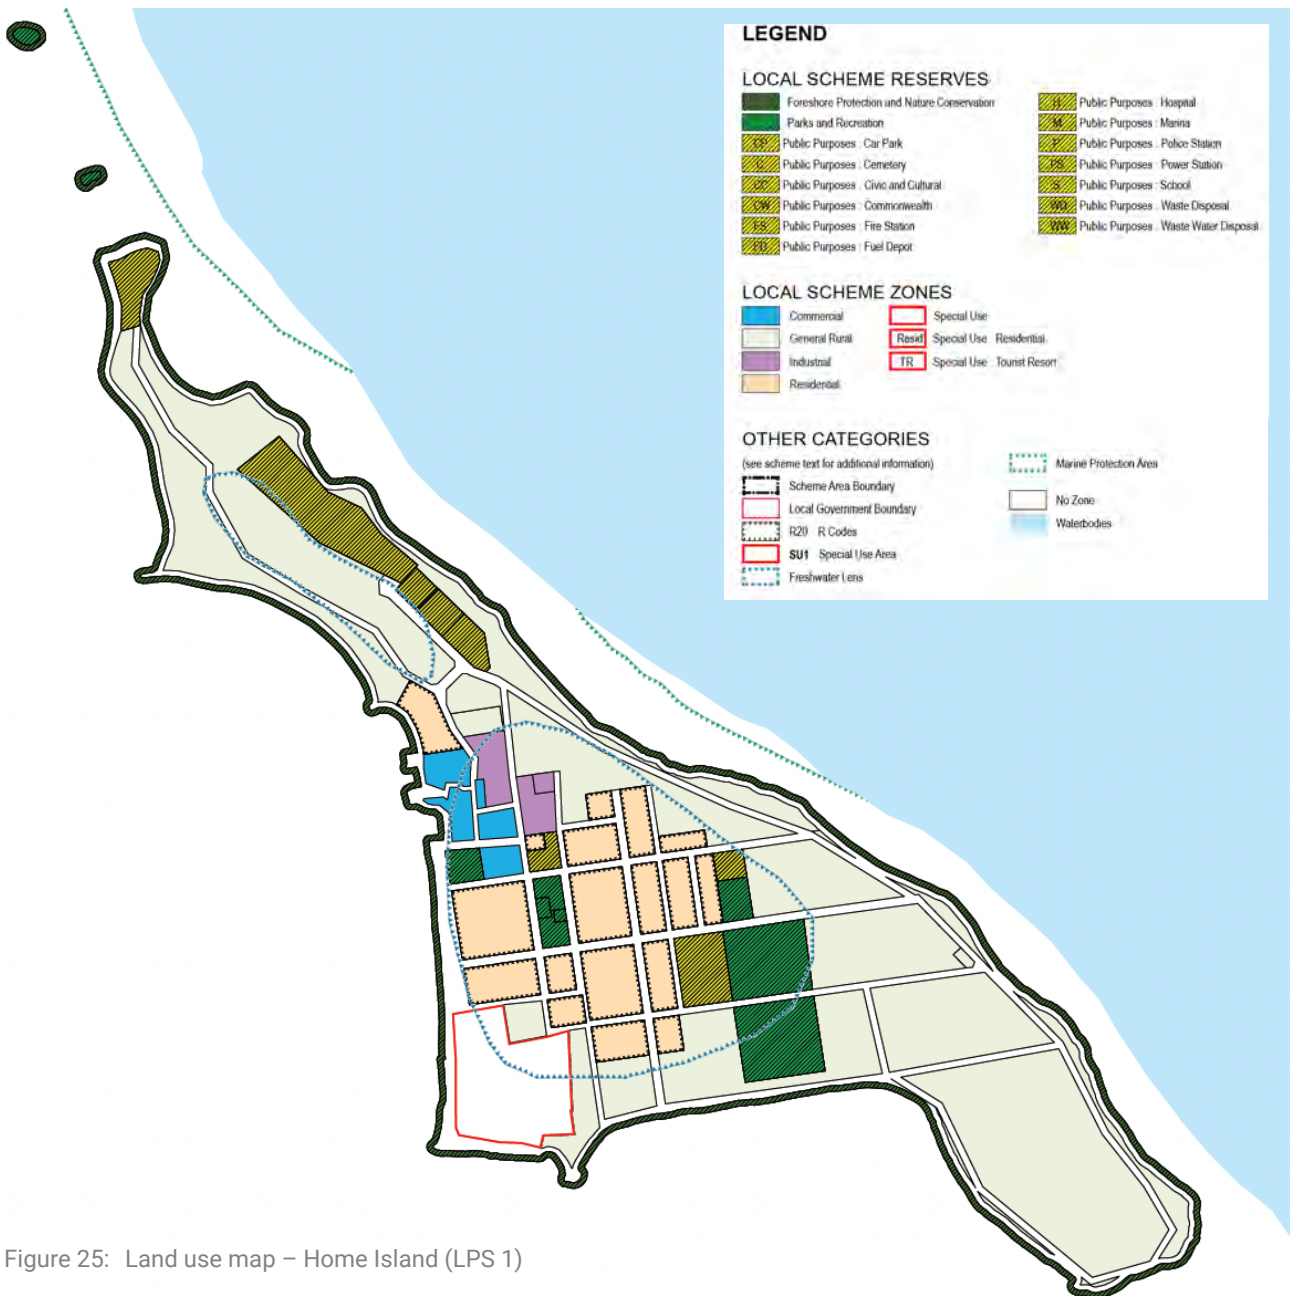 LEGEND
LOCAL SCHEME RESERVES
Foreshore Protection and Nature Conservation
Parks and Recreation
CP Public Purposes : Car Park
C Public Purposes : Cemetery
CC Public Purposes : Civic and Cultural
CW Public Purposes : Commonwealth
FS Public Purposes : Fire Station
FD Public Purposes : Fuel Depot
H Public Purposes : Hospital
M Public Purposes : Marina
P Public Purposes : Police Station
PS Public Purposes : Power Station
S Public Purposes : School
WD Public Purposes : Waste Disposal
WW Public Purposes : Waste Water Disposal
LOCAL SCHEME ZONES
Commercial
General Rural
Industrial
Residential
Special Use
Resid Special Use : Residential
TR Special Use : Tourist Resort
OTHER CATEGORIES
(see scheme text for additional information)
Scheme Area Boundary
Local Government Boundary
R20 R Codes
SU1 Special Use Area
Freshwater Lens
Marine Protection Area
No Zone
Waterbodies
Figure 25: Land use map – Home Island (LPS 1)